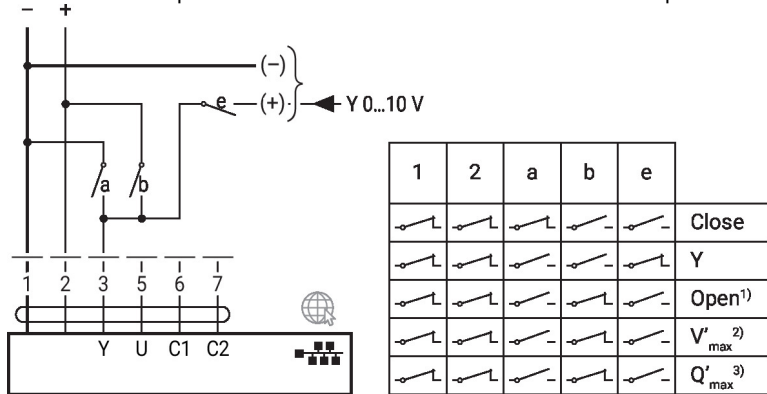 − +
(−)
e (+) Y 0...10 V
a b
1 2 3 5 6 7
Y U C1 C2
1 2 a b e
Close
Y
Open1)
V'max 2)
Q'max 3)